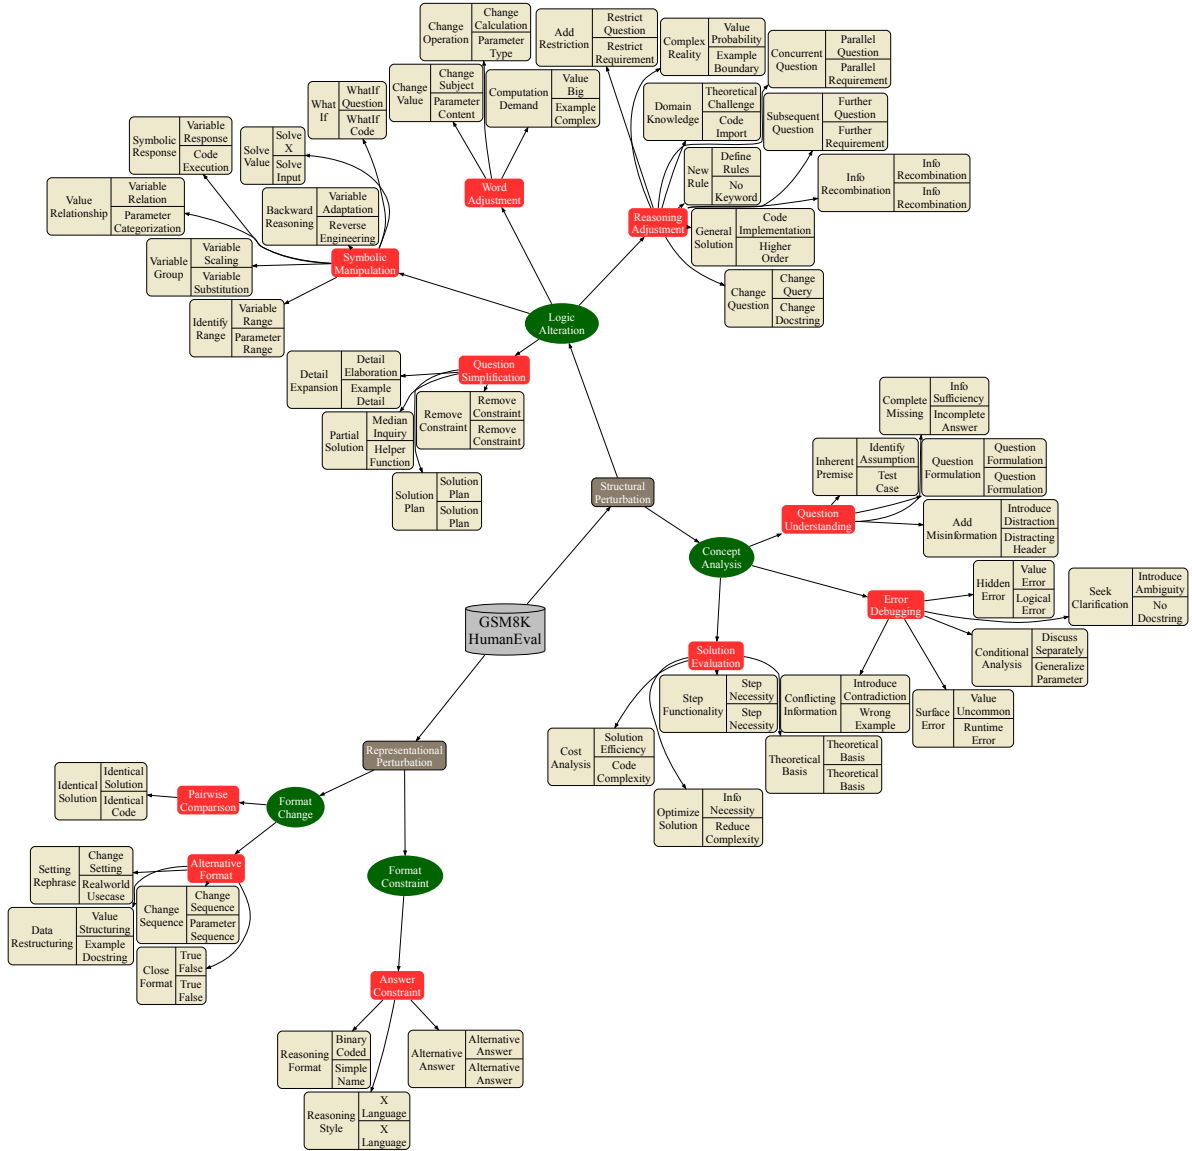 Change
Operation
Change
Calculation
Parameter
Type
Add
Restriction
Restrict
Question
Restrict
Requirement
Complex
Reality
Value
Probability
Example
Boundary
Concurrent
Question
Parallel
Question
Parallel
Requirement
Change
Value
Change
Subject
Parameter
Content
Computation
Demand
Value
Big
Example
Complex
What
If
WhatIf
Question
WhatIf
Code
Domain
Knowledge
Theoretical
Challenge
Code
Import
Subsequent
Question
Further
Question
Further
Requirement
Symbolic
Response
Variable
Response
Code
Execution
Solve
Value
Solve
X
Solve
Input
New
Rule
Define
Rules
No
Keyword
Info
Recombination
Info
Recombination
Info
Recombination
Value
Relationship
Variable
Relation
Parameter
Categorization
Backward
Reasoning
Variable
Adaptation
Reverse
Engineering
Word
Adjustment
Reasoning
Adjustment
General
Solution
Code
Implementation
Higher
Order
Variable
Group
Variable
Scaling
Variable
Substitution
Symbolic
Manipulation
Change
Question
Change
Query
Change
Docstring
Identify
Range
Variable
Range
Parameter
Range
Logic
Alteration
Detail
Expansion
Detail
Elaboration
Example
Detail
Question
Simplification
Remove
Constraint
Remove
Constraint
Remove
Constraint
Partial
Solution
Median
Inquiry
Helper
Function
Solution
Plan
Solution
Plan
Solution
Plan
Complete
Missing
Info
Sufficiency
Incomplete
Answer
Inherent
Premise
Identify
Assumption
Test
Case
Question
Formulation
Question
Formulation
Question
Formulation
Structural
Perturbation
Question
Understanding
Add
Misinformation
Introduce
Distraction
Distracting
Header
Concept
Analysis
Hidden
Error
Value
Error
Logical
Error
Seek
Clarification
Introduce
Ambiguity
No
Docstring
Error
Debugging
GSM8K
HumanEval
Conditional
Analysis
Discuss
Separately
Generalize
Parameter
Solution
Evaluation
Step
Functionality
Step
Necessity
Step
Necessity
Conflicting
Information
Introduce
Contradiction
Wrong
Example
Surface
Error
Value
Uncommon
Runtime
Error
Cost
Analysis
Solution
Efficiency
Code
Complexity
Theoretical
Basis
Theoretical
Basis
Theoretical
Basis
Optimize
Solution
Info
Necessity
Reduce
Complexity
Representational
Perturbation
Identical
Solution
Identical
Solution
Identical
Code
Pairwise
Comparison
Format
Change
Setting
Rephrase
Change
Setting
Realworld
Usecase
Alternative
Format
Format
Constraint
Data
Restructuring
Value
Structuring
Example
Docstring
Change
Sequence
Change
Sequence
Parameter
Sequence
Close
Format
True
False
True
False
Answer
Constraint
Reasoning
Format
Binary
Coded
Simple
Name
Alternative
Answer
Alternative
Answer
Alternative
Answer
Reasoning
Style
X
Language
X
Language